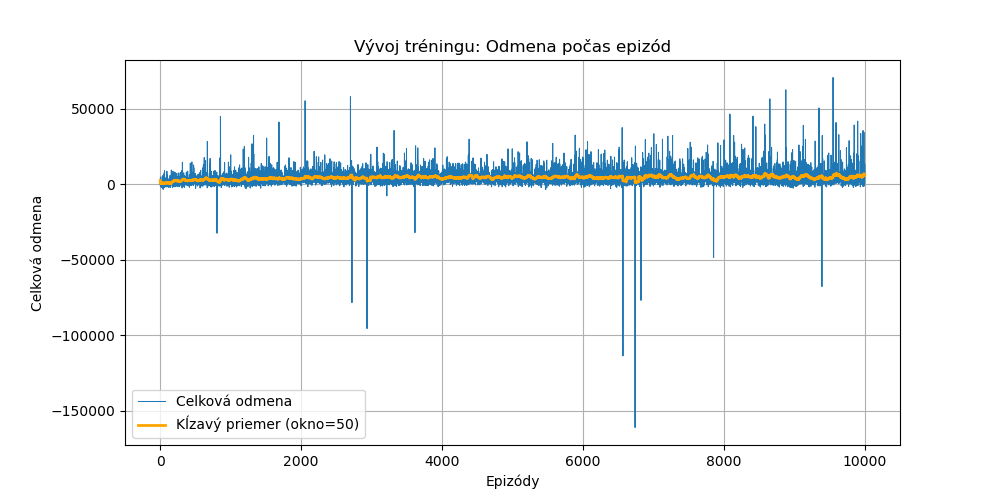 Vývoj tréningu: Odmena počas epizód
50000
0
−50000
−100000
−150000
Celková odmena
Celková odmena
Kĺzavý priemer (okno=50)
0
2000
4000
6000
8000
10000
Epizódy